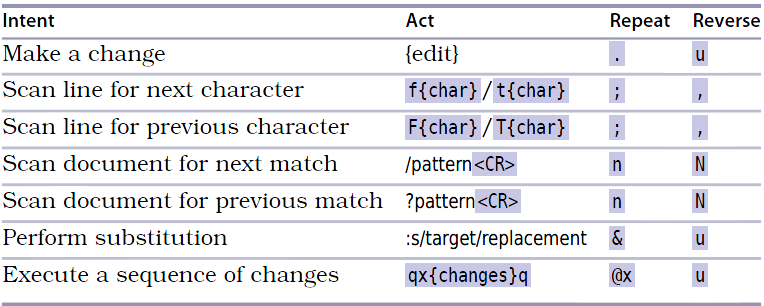 Intent Act Repeat Reverse
Make a change {edit} . u
Scan line for next character f{char}/t{char} ; ,
Scan line for previous character F{char}/T{char} ; ,
Scan document for next match /pattern<CR> n N
Scan document for previous match ?pattern<CR> n N
Perform substitution :s/target/replacement & u
Execute a sequence of changes qx{changes}q @x u